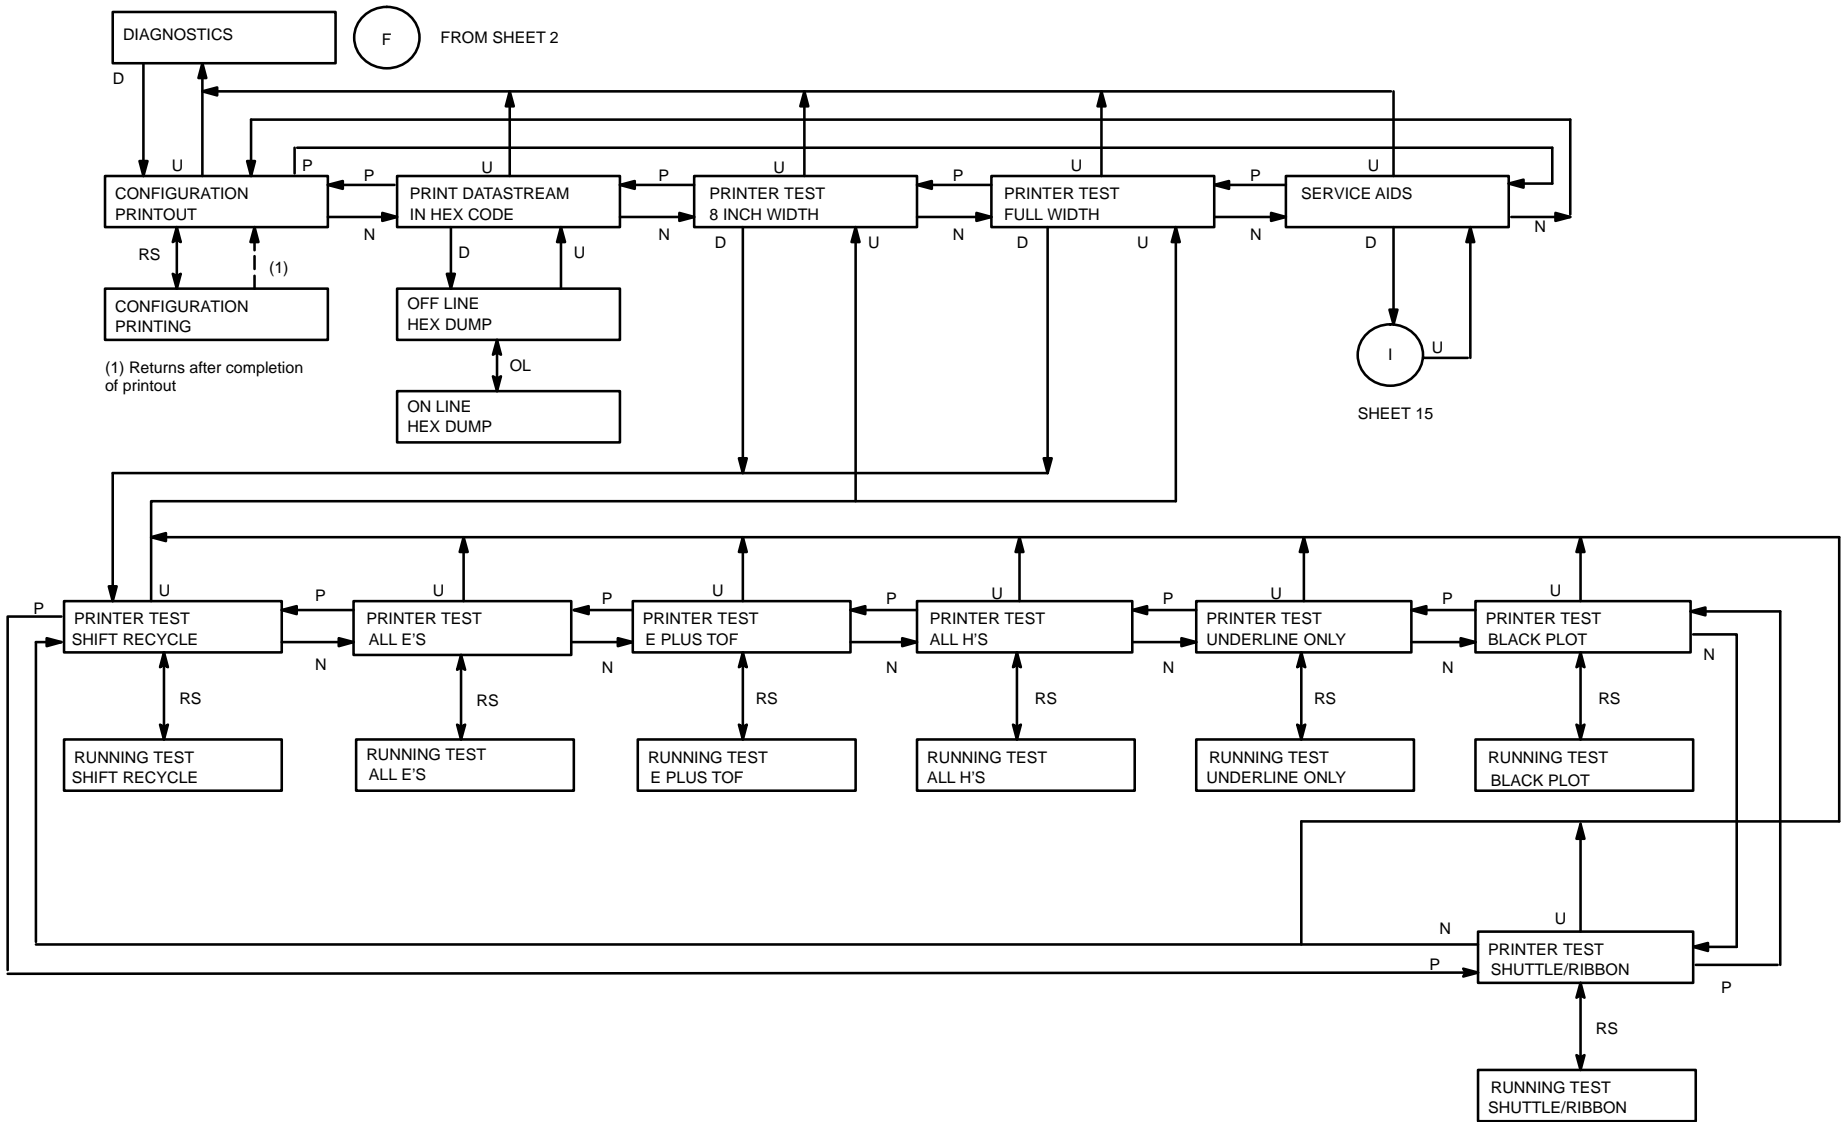 DIAGNOSTICS
F
FROM SHEET 2
D
U
P
P
U
P
U
P
U
P
U
CONFIGURATION
PRINTOUT
PRINT DATASTREAM
IN HEX CODE
PRINTER TEST
8 INCH WIDTH
PRINTER TEST
FULL WIDTH
SERVICE AIDS
N
N
N
N
N
RS
(1)
D
U
D
U
D
U
D
CONFIGURATION
PRINTING
OFF LINE
HEX DUMP
I
U
(1) Returns after completion
of printout
OL
ON LINE
HEX DUMP
SHEET 15
P
U
P
U
P
U
P
U
P
U
P
U
PRINTER TEST
SHIFT RECYCLE
PRINTER TEST
ALL E'S
PRINTER TEST
E PLUS TOF
PRINTER TEST
ALL H'S
PRINTER TEST
UNDERLINE ONLY
PRINTER TEST
BLACK PLOT
N
N
N
N
N
N
RS
RS
RS
RS
RS
RS
RUNNING TEST
SHIFT RECYCLE
RUNNING TEST
ALL E'S
RUNNING TEST
E PLUS TOF
RUNNING TEST
ALL H'S
RUNNING TEST
UNDERLINE ONLY
RUNNING TEST
BLACK PLOT
N
U
P
PRINTER TEST
SHUTTLE/RIBBON
P
RS
RUNNING TEST
SHUTTLE/RIBBON